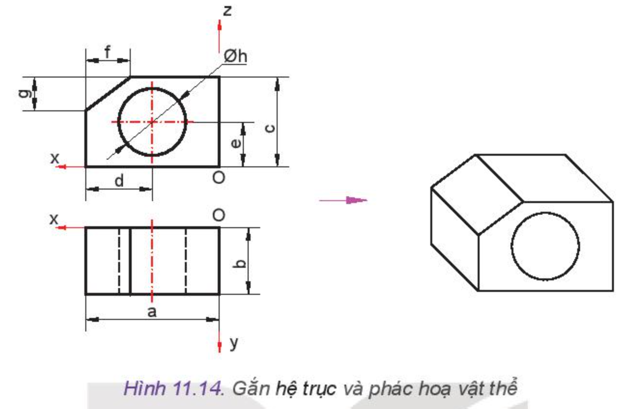 z
f
Øh
g
c
e
x
d
O
x
O
b
a
y
Hình 11.14. Gắn hệ trục và phác hoạ vật thể